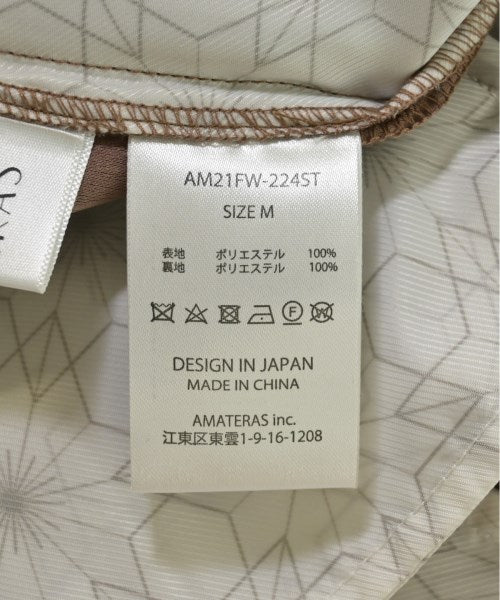 RAS
AM21FW-224ST
SIZE M
表地 ポリエステル 100%
裏地 ポリエステル 100%
F W
DESIGN IN JAPAN
MADE IN CHINA
AMATERAS inc.
江東区東雲1-9-16-1208